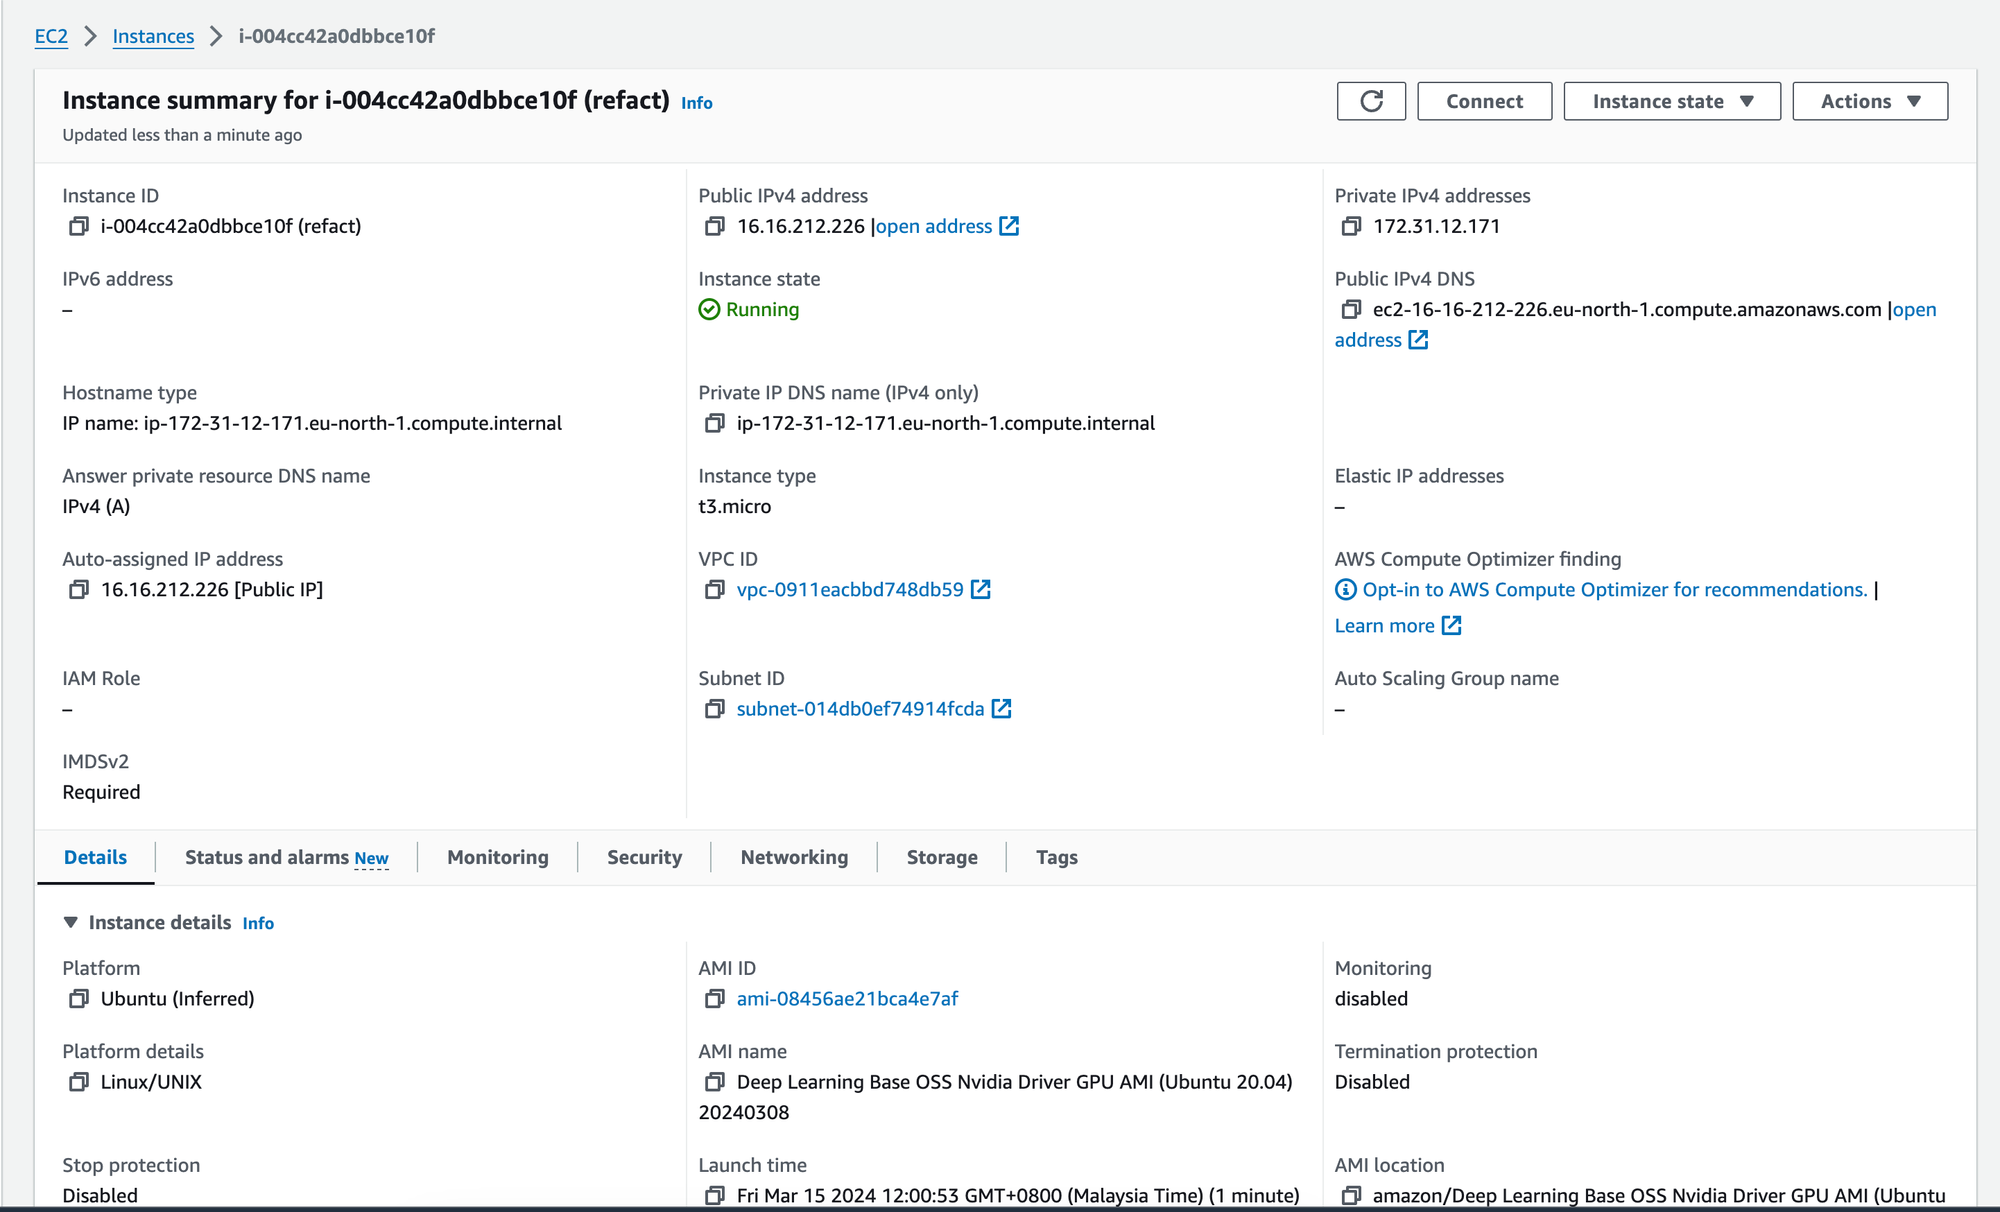 EC2 > Instances > i-004cc42a0dbbce10f
Instance summary for i-004cc42a0dbbce10f (refact) Info
Updated less than a minute ago
Connect
Instance state
Actions
Instance ID
i-004cc42a0dbbce10f (refact)
Public IPv4 address
16.16.212.226 |open address
Private IPv4 addresses
172.31.12.171
IPv6 address
–
Instance state
Running
Public IPv4 DNS
ec2-16-16-212-226.eu-north-1.compute.amazonaws.com |open
address
Hostname type
IP name: ip-172-31-12-171.eu-north-1.compute.internal
Private IP DNS name (IPv4 only)
ip-172-31-12-171.eu-north-1.compute.internal
Answer private resource DNS name
IPv4 (A)
Instance type
t3.micro
Elastic IP addresses
–
Auto-assigned IP address
16.16.212.226 [Public IP]
VPC ID
vpc-0911eacbbd748db59
AWS Compute Optimizer finding
Opt-in to AWS Compute Optimizer for recommendations. |
Learn more
IAM Role
–
Subnet ID
subnet-014db0ef74914fcda
Auto Scaling Group name
–
IMDSv2
Required
Details
Status and alarms New
Monitoring
Security
Networking
Storage
Tags
Instance details Info
Platform
Ubuntu (Inferred)
AMI ID
ami-08456ae21bca4e7af
Monitoring
disabled
Platform details
Linux/UNIX
AMI name
Deep Learning Base OSS Nvidia Driver GPU AMI (Ubuntu 20.04)
20240308
Termination protection
Disabled
Stop protection
Disabled
Launch time
Fri Mar 15 2024 12:00:53 GMT+0800 (Malaysia Time) (1 minute)
AMI location
amazon/Deep Learning Base OSS Nvidia Driver GPU AMI (Ubuntu